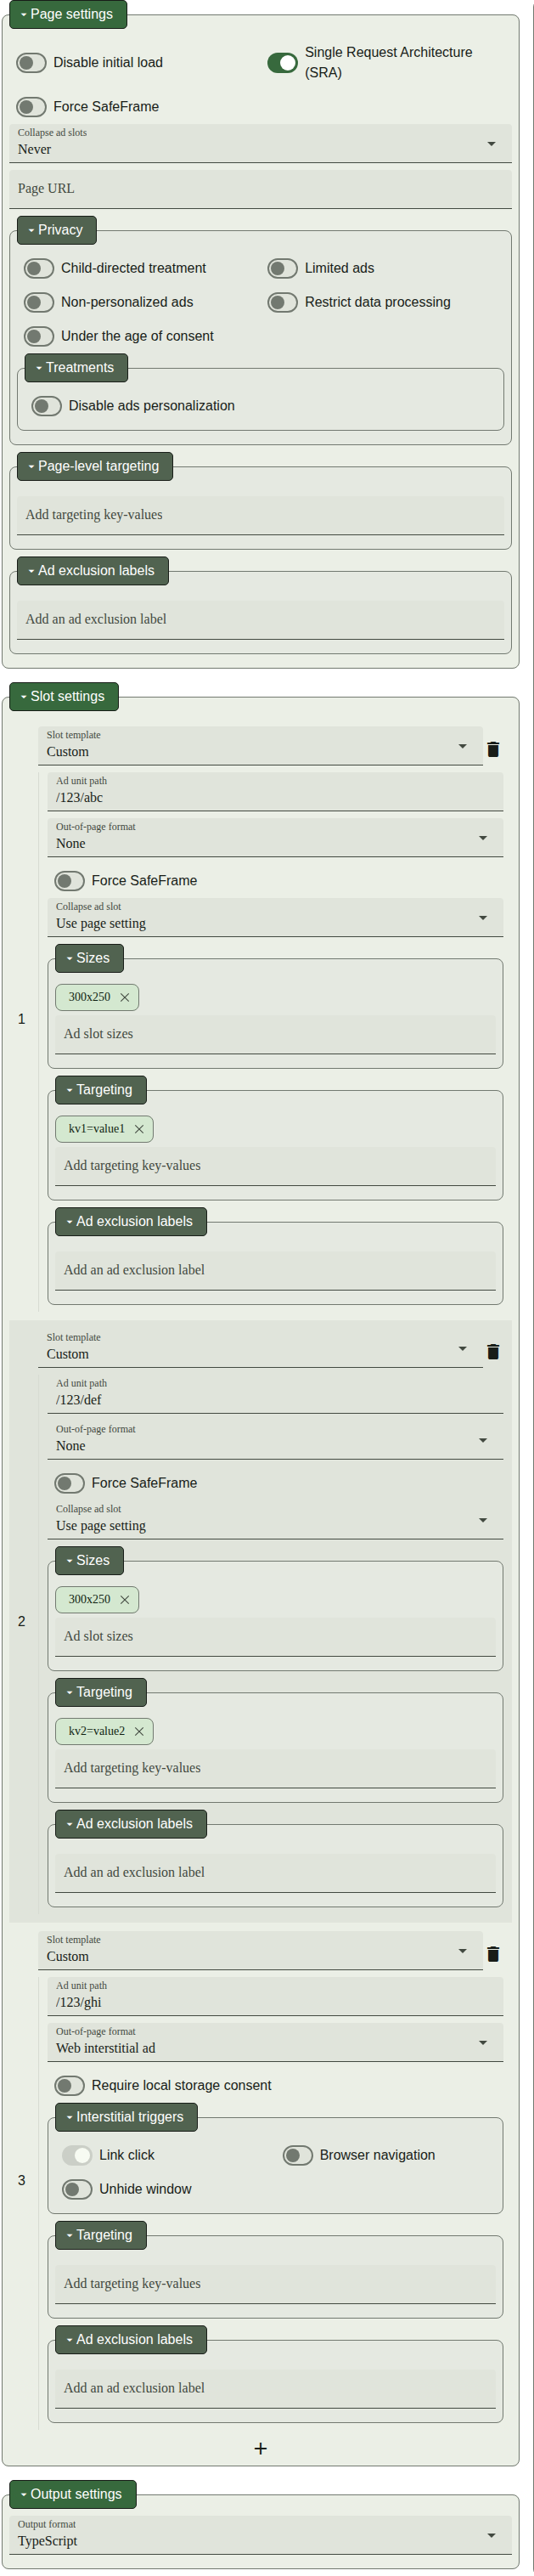 Page settings
Disable initial load
Single Request Architecture
(SRA)
Force SafeFrame
Collapse ad slots
Never
Page URL
Privacy
Child-directed treatment
Limited ads
Non-personalized ads
Restrict data processing
Under the age of consent
Treatments
Disable ads personalization
Page-level targeting
Add targeting key-values
Ad exclusion labels
Add an ad exclusion label
Slot settings
Slot template
Custom
Ad unit path
/123/abc
Out-of-page format
None
Force SafeFrame
Collapse ad slot
Use page setting
Sizes
300x250
1
Ad slot sizes
Targeting
kv1=value1
Add targeting key-values
Ad exclusion labels
Add an ad exclusion label
Slot template
Custom
Ad unit path
/123/def
Out-of-page format
None
Force SafeFrame
Collapse ad slot
Use page setting
Sizes
300x250
2
Ad slot sizes
Targeting
kv2=value2
Add targeting key-values
Ad exclusion labels
Add an ad exclusion label
Slot template
Custom
Ad unit path
/123/ghi
Out-of-page format
Web interstitial ad
Require local storage consent
Interstitial triggers
Link click
Browser navigation
3
Unhide window
Targeting
Add targeting key-values
Ad exclusion labels
Add an ad exclusion label
+
Output settings
Output format
TypeScript